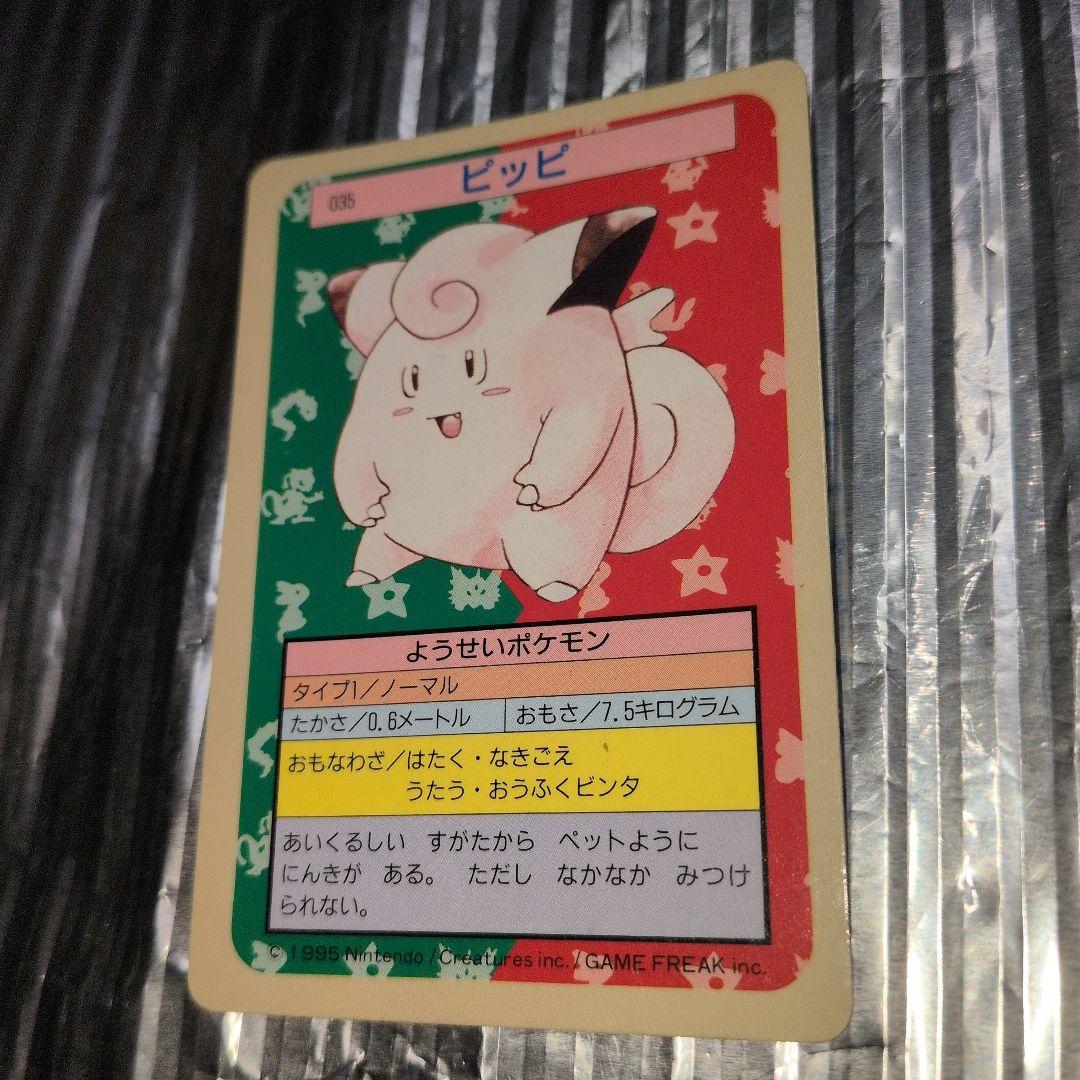 035
ピッピ
ようせいポケモン
タイプ1/ノーマル
たかさ/0.6メートル
おもさ/7.5キログラム
おもなわざ/はたく・なきごえ
うたう・おうふくビンタ
あいくるしい すがたから ペットように
にんきが ある。 ただし なかなか みつけ
られない。
© 1995 Nintendo / Creatures inc. / GAME FREAK inc.